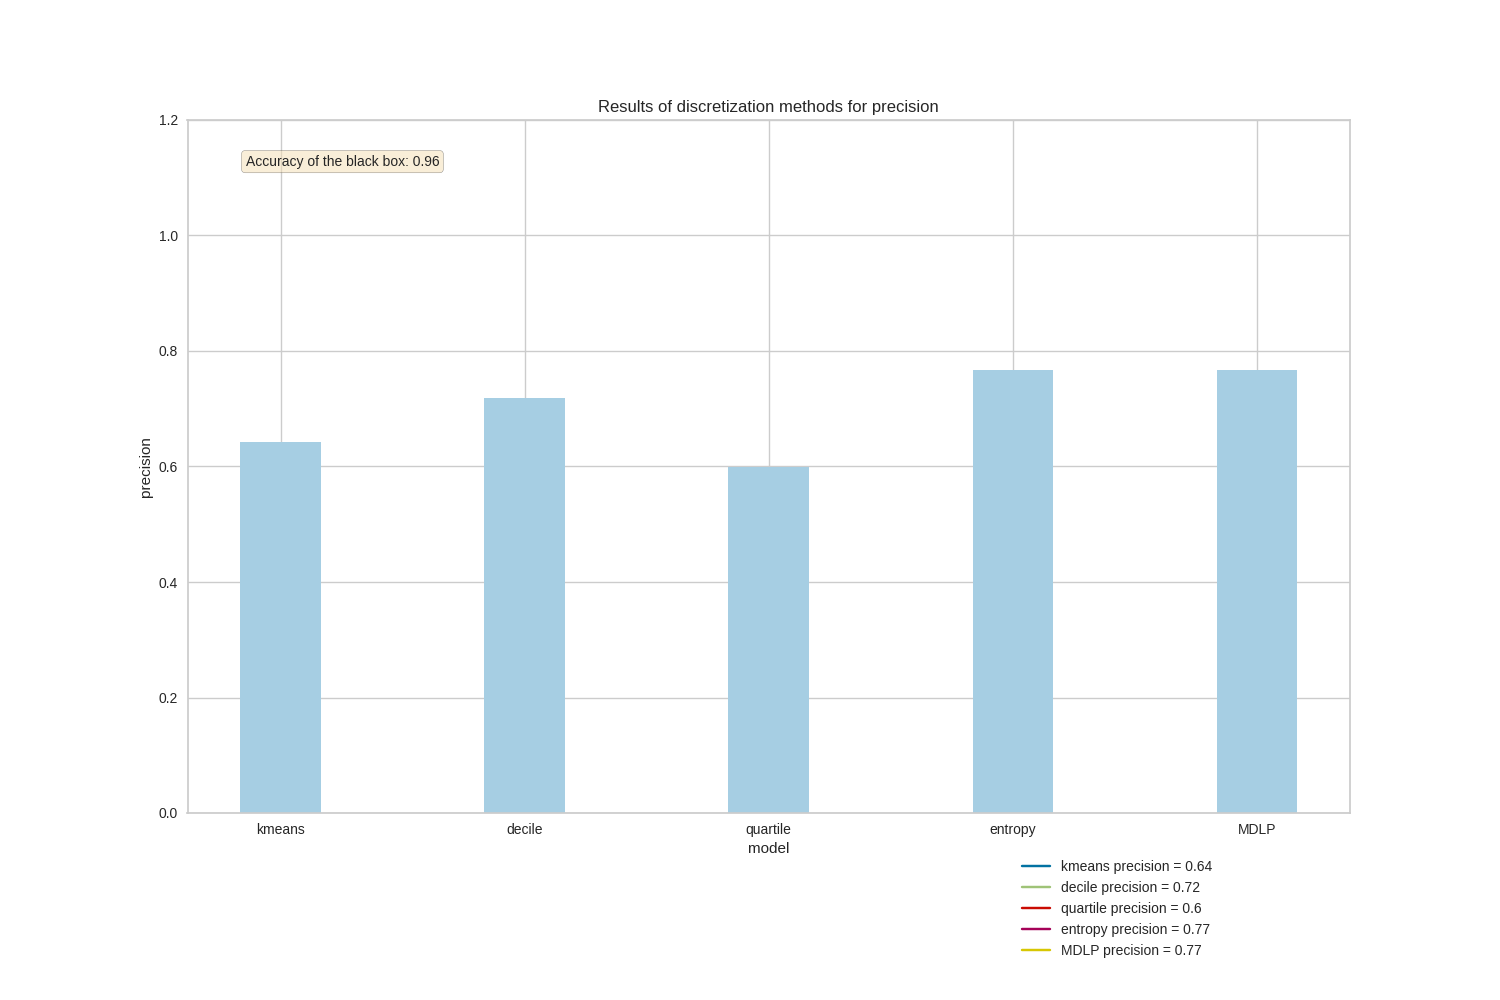 Results of discretization methods for precision
1.2
Accuracy of the black box: 0.96
1.0
0.8
0.6
0.4
0.2
0.0
precision
kmeans decile quartile entropy MDLP
model
kmeans precision = 0.64
decile precision = 0.72
quartile precision = 0.6
entropy precision = 0.77
MDLP precision = 0.77